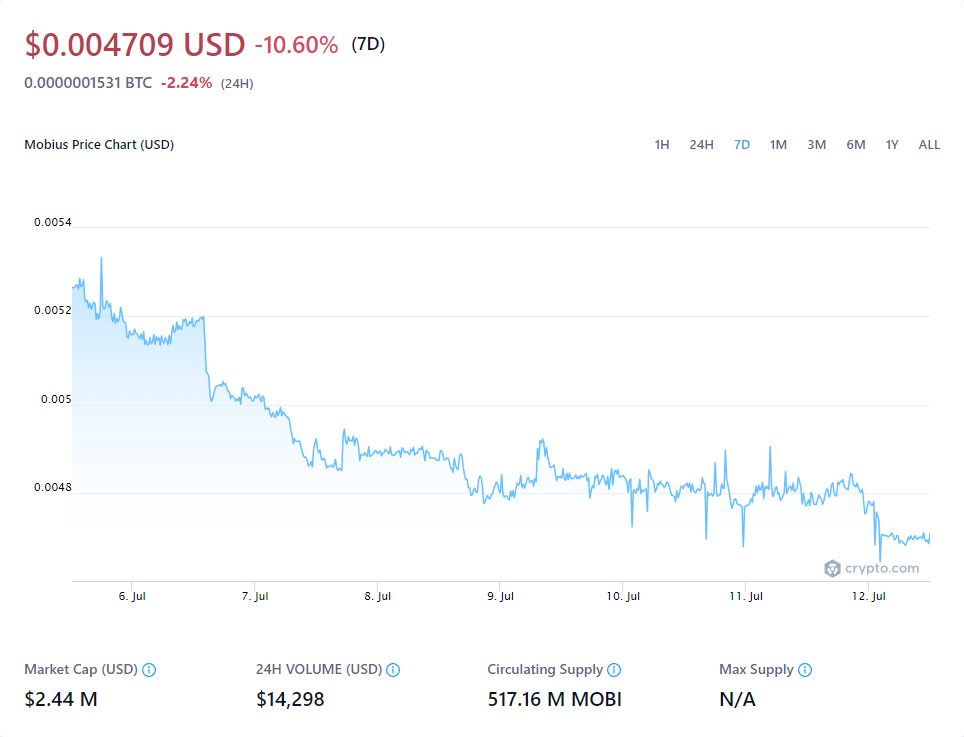 $0.004709 USD -10.60% (7D)
0.0000001531 BTC -2.24% (24H)
Mobius Price Chart (USD) 1H 24H 7D 1M 3M 6M 1Y ALL
0.0054
0.0052
0.005
0.0048
crypto.com
6. Jul 7. Jul 8. Jul 9. Jul 10. Jul 11. Jul 12. Jul
Market Cap (USD) 24H VOLUME (USD) Circulating Supply Max Supply
$2.44 M $14,298 517.16 M MOBI N/A